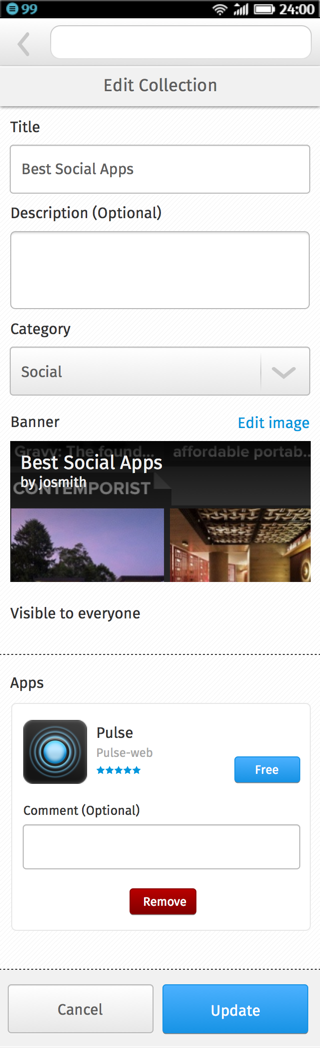 99 24:00
Edit Collection
Title
Best Social Apps
Description (Optional)
Category
Social
Banner Edit image
Gravy: The found... affordable portab...
Best Social Apps
by josmith
CONTEMPORIST
Visible to everyone
Apps
Pulse
Pulse-web
Free
Comment (Optional)
Remove
Cancel Update